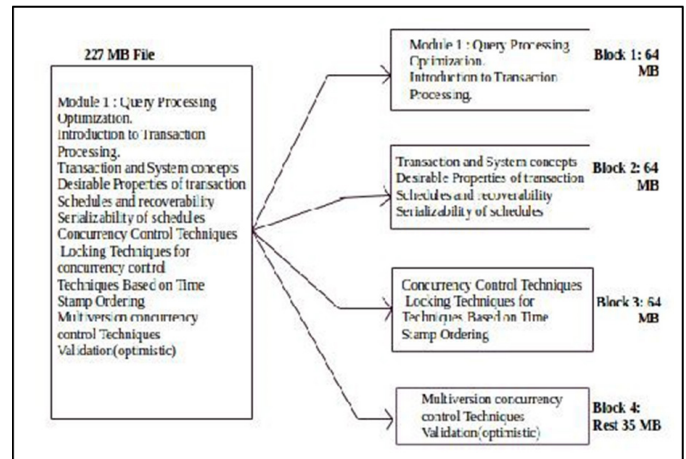 227 MB File
Module 1 : Query Processing
Optimization.
Introduction to Transaction
Processing.
Transaction and System concepts
Desirable Properties of transaction
Schedules and recoverability
Serializability of schedules
Concurrency Control Techniques
Locking Techniques for
concurrency control
Techniques Based on Time
Stamp Ordering
Multiversion concurrency
control Techniques
Validation(optimistic)
Module 1 : Query Processing
Optimization.
Introduction to Transaction
Processing.
Block 1: 64
MB
Transaction and System concepts
Desirable Properties of transaction
Schedules and recoverability
Serializability of schedules
Block 2: 64
MB
Concurrency Control Techniques
Locking Techniques for
Techniques Based on Time
Stamp Ordering
Block 3: 64
MB
Multiversion concurrency
control Techniques
Validation(optimistic)
Block 4:
Rest 35 MB